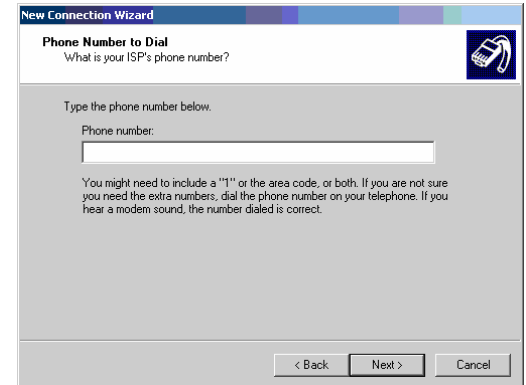 New Connection Wizard
Phone Number to Dial
What is your ISP's phone number?
Type the phone number below.
Phone number:
You might need to include a "1" or the area code, or both. If you are not sure
you need the extra numbers, dial the phone number on your telephone. If you
hear a modem sound, the number dialed is correct.
< Back
Next >
Cancel